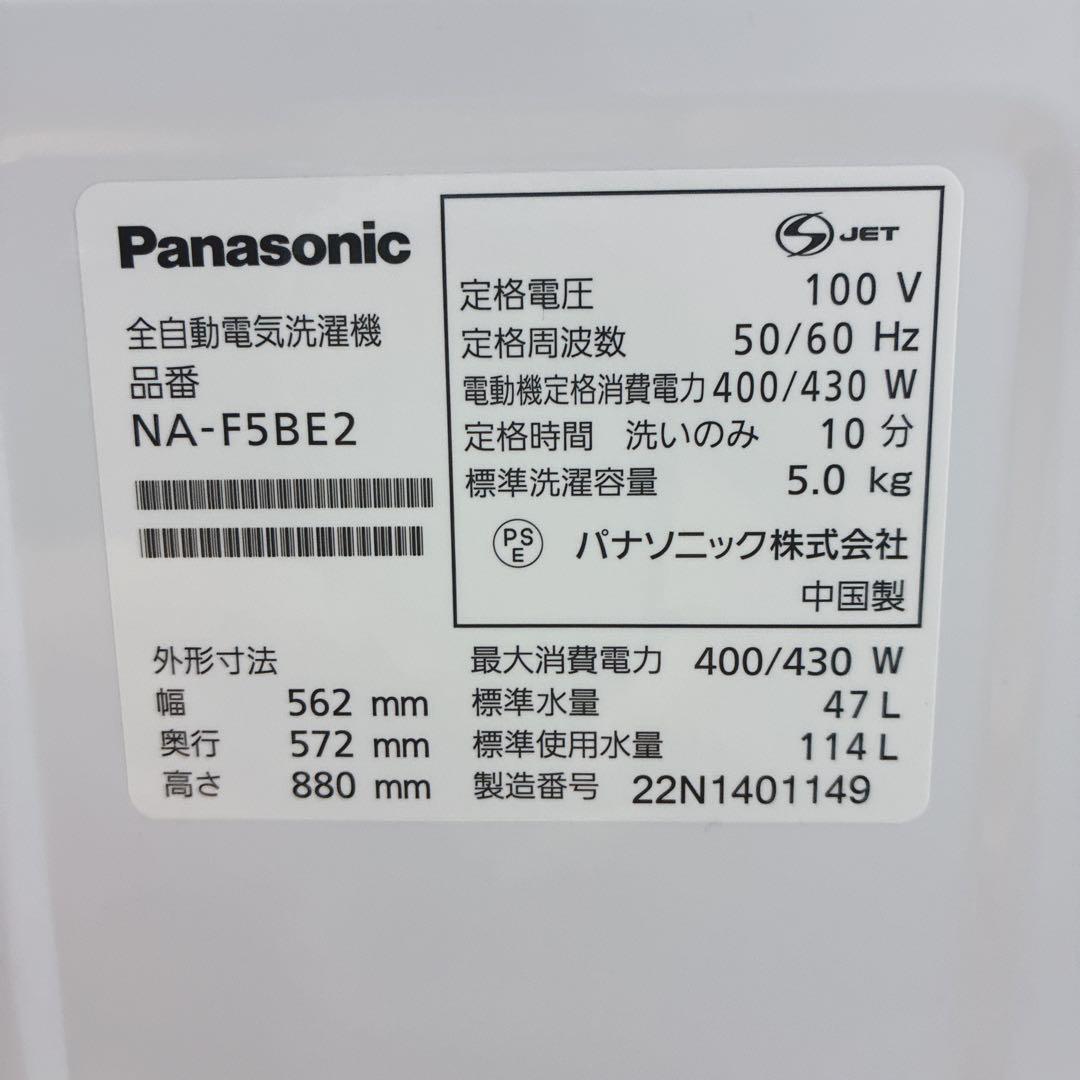 Panasonic
全自動電気洗濯機
品番
NA-F5BE2
S JET
定格電圧 100 V
定格周波数 50/60 Hz
電動機定格消費電力 400/430 W
定格時間 洗いのみ 10 分
標準洗濯容量 5.0 kg
PS
E
パナソニック株式会社
中国製
外形寸法
幅 562 mm
奥行 572 mm
高さ 880 mm
最大消費電力 400/430 W
標準水量 47 L
標準使用水量 114 L
製造番号 22N1401149